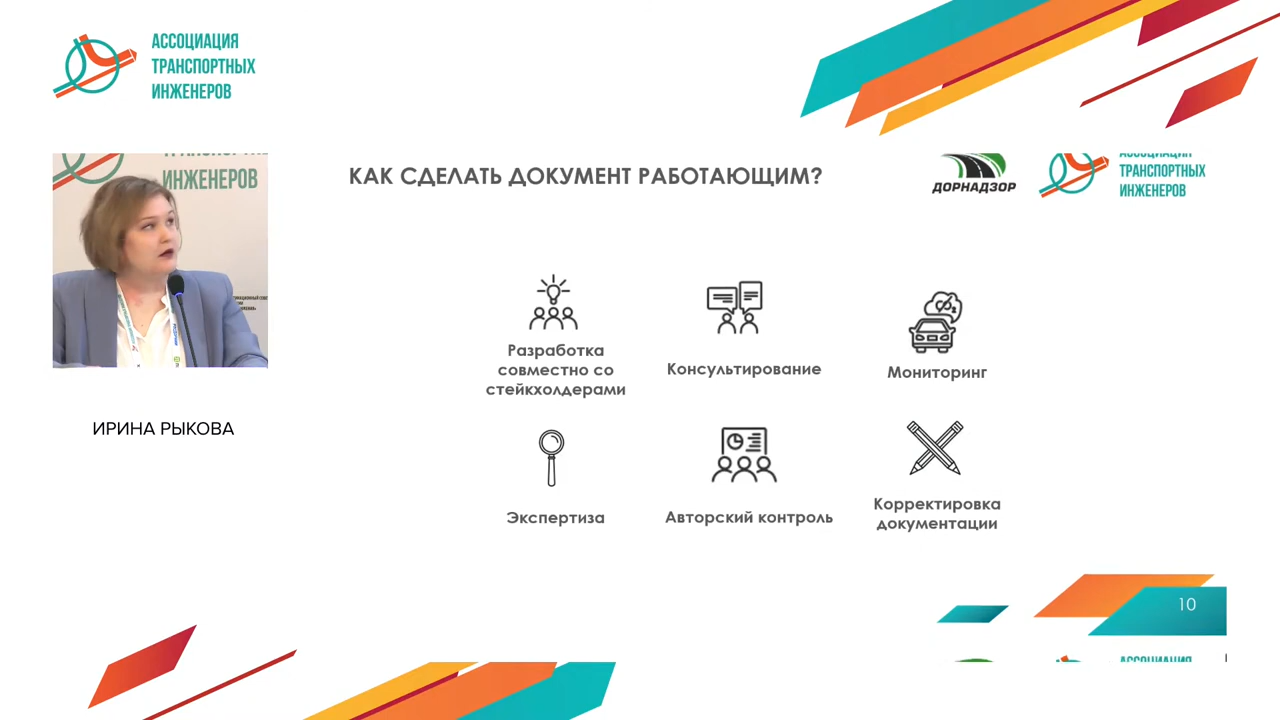 АССОЦИАЦИЯ
ТРАНСПОРТНЫХ
ИНЖЕНЕРОВ
ИНЖЕНЕРОВ
ИРИНА РЫКОВА
КАК СДЕЛАТЬ ДОКУМЕНТ РАБОТАЮЩИМ?
ДОРНАДЗОР
АССОЦИАЦИЯ
ТРАНСПОРТНЫХ
ИНЖЕНЕРОВ
Разработка
совместно со
стейкхолдерами
Консультирование
Мониторинг
Экспертиза
Авторский контроль
Корректировка
документации
10